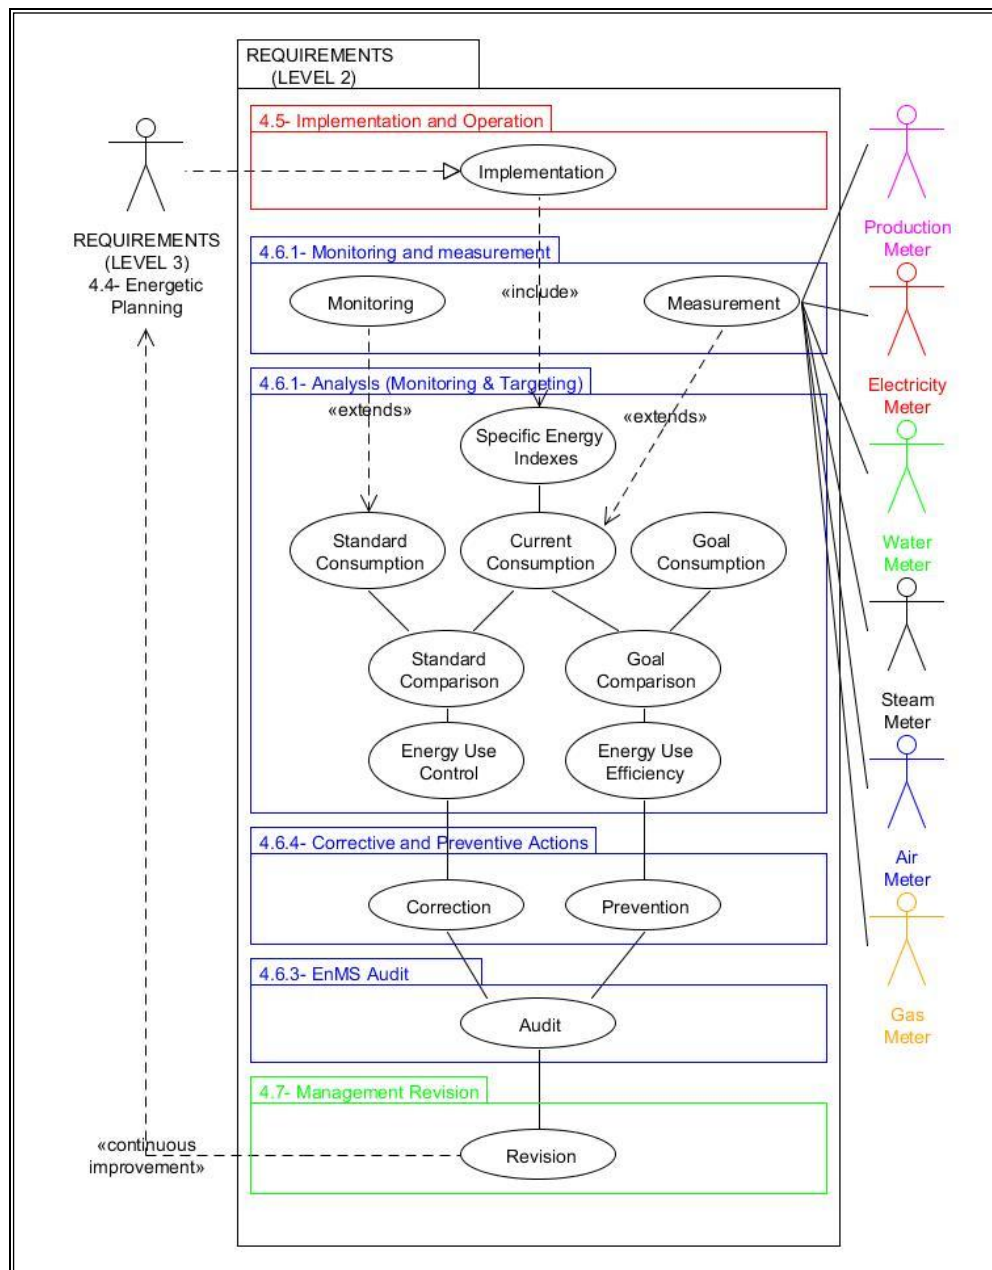 REQUIREMENTS
(LEVEL 2)
4.5- Implementation and Operation
Implementation
REQUIREMENTS
(LEVEL 3)
4.4- Energetic
Planning
4.6.1- Monitoring and measurement
Monitoring
«include»
Measurement
4.6.1- Analysis (Monitoring & Targeting)
«extends»
«extends»
Specific Energy
Indexes
Standard
Consumption
Current
Consumption
Goal
Consumption
Standard
Comparison
Goal
Comparison
Energy Use
Control
Energy Use
Efficiency
4.6.4- Corrective and Preventive Actions
Correction
Prevention
4.6.3- EnMS Audit
Audit
4.7- Management Revision
«continuous
improvement»
Revision
Production
Meter
Electricity
Meter
Water
Meter
Steam
Meter
Air
Meter
Gas
Meter